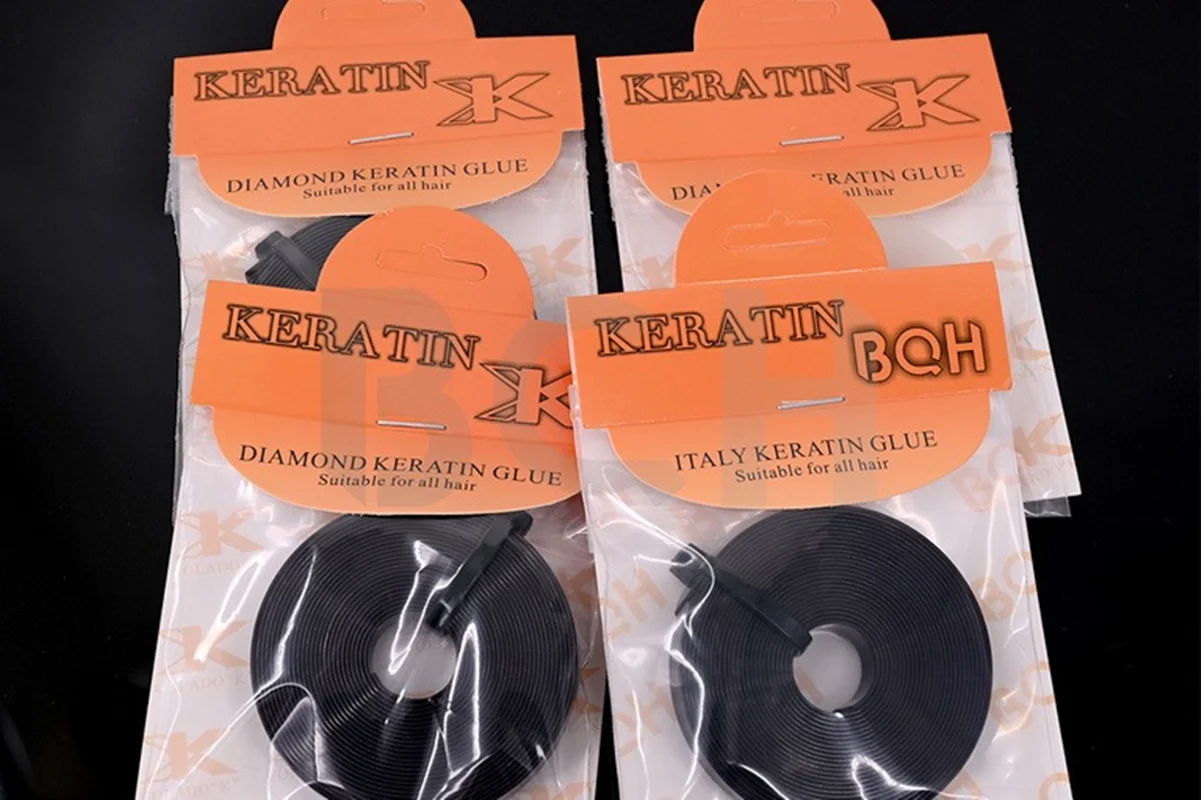 KERATIN
K
DIAMOND KERATIN GLUE
Suitable for all hair
KERATIN
K
KERATIN GLUE
all hair
KERATIN
K
DIAMOND KERATIN GLUE
Suitable for all hair
KERATIN
BQH
ITALY KERATIN GLUE
Suitable for all hair
BQH